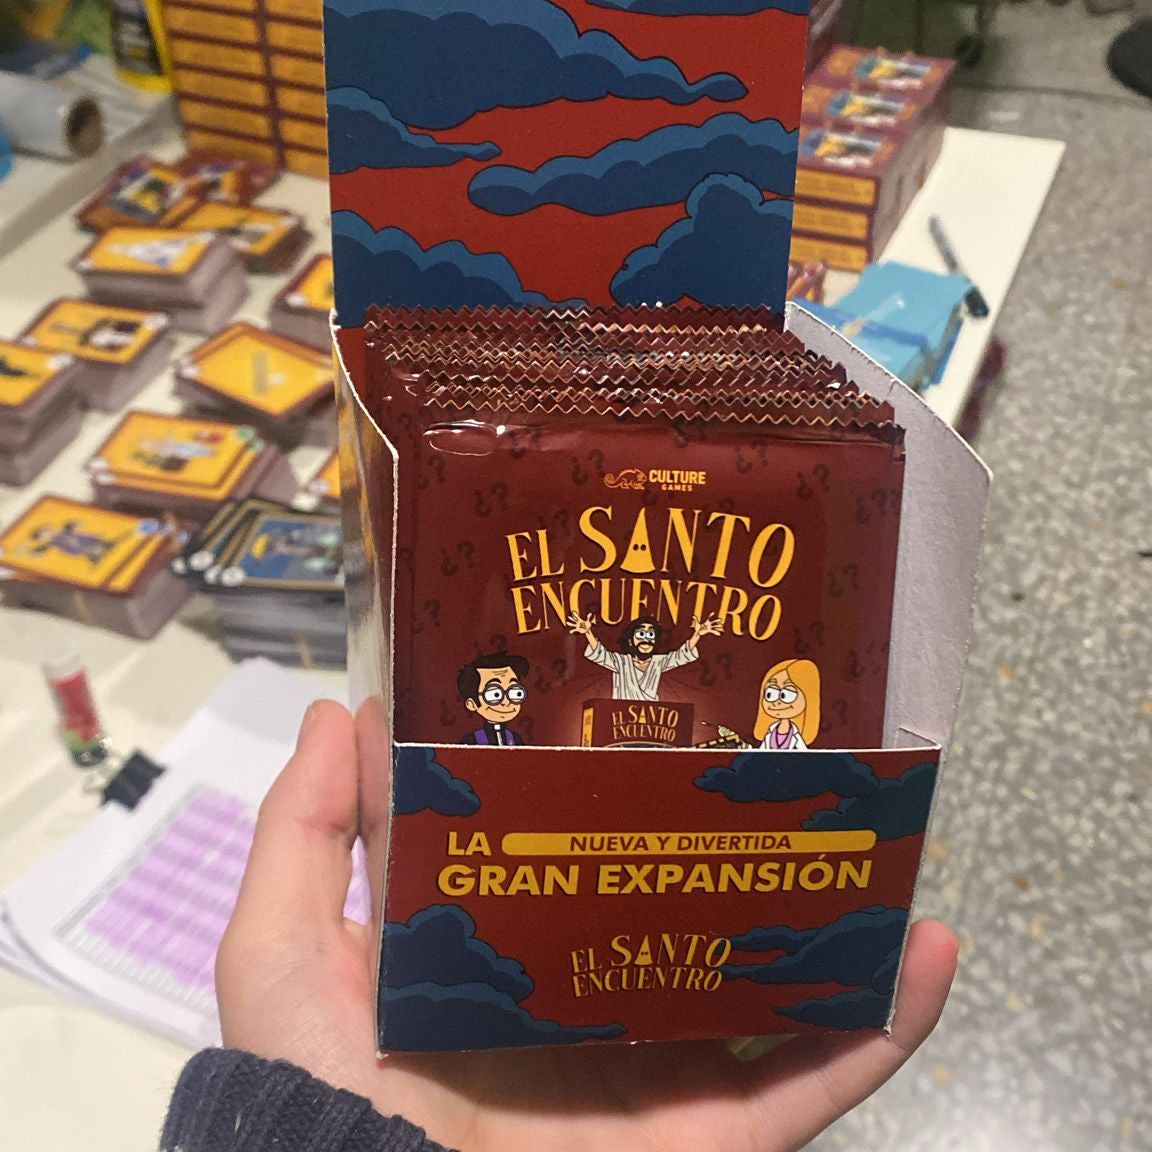 CULTURE
GAMES
EL SANTO
ENCUENTRO
EL SANTO
ENCUENTRO
LA NUEVA Y DIVERTIDA
GRAN EXPANSIÓN
EL SANTO
ENCUENTRO